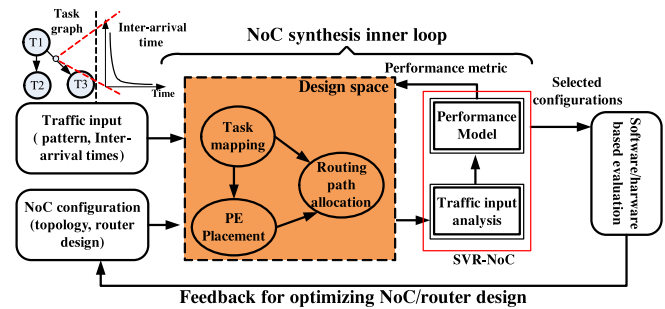 Task
graph
T1
T2
T3
Inter-arrival
time
Time
NoC synthesis inner loop
Performance metric
Traffic input
( pattern, Inter-
arrival times)
NoC configuration
(topology, router
design)
Design space
Task
mapping
PE
Placement
Routing
path
allocation
Performance
Model
Traffic input
analysis
SVR-NoC
Selected
configurations
Software/hardware
based evaluation
Feedback for optimizing NoC/router design